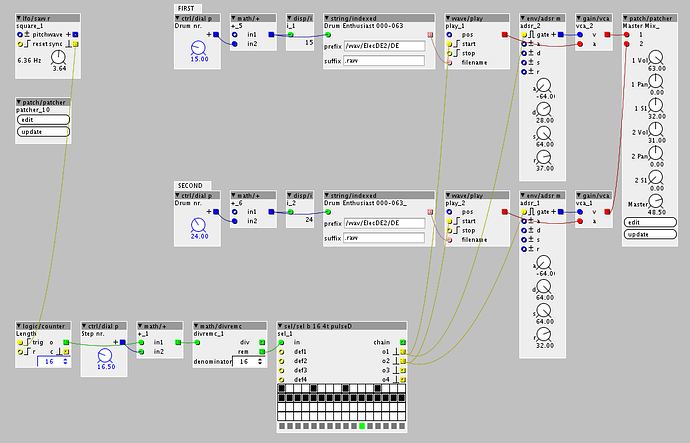 FIRST
lfo/saw r
square_1
pitch wave
reset sync
6.36 Hz
3.64
patch/patcher
patcher_10
edit
update
ctrl/dial p
Drum nr.
+
15.00
math/+
+_5
in1
in2
disp/i
i_1
15
string/indexed
Drum Enthusiast 000-063
prefix
/wav/ElecDE2/DE
suffix
.raw
wave/play
play_1
pos
start
stop
filename
env/adsr m
adsr_2
gate +
± a
± d
± s
± r
a
-64.00
d
28.00
s
64.00
r
37.00
gain/vca
vca_2
v
a
patch/patcher
Master Mix_
1
2
1 Vol
63.00
1 Pan
0.00
1 S1
32.00
2 Vol
31.00
2 Pan
0.00
2 S1
Master
48.50
edit
update
SECOND
ctrl/dial p
Drum nr.
+
24.00
math/+
+_6
in1
in2
disp/i
i_2
24
string/indexed
Drum Enthusiast 000-063_
prefix
/wav/ElecDE2/DE
suffix
.raw
wave/play
play_2
pos
start
stop
filename
env/adsr m
adsr_1
gate +
± a
± d
± s
± r
a
-64.00
d
64.00
s
64.00
r
32.00
gain/vca
vca_1
v
a
logic/counter
Length
trig o
r c
16
ctrl/dial p
Step nr.
+
16.50
math/+
+_1
in1
in2
math/divremc
divremc_1
div
rem
denominator 16
sel/sel b 16 4t pulseD
sel_1
in chain
def1 o1
def2 o2
def3 o3
def4 o4